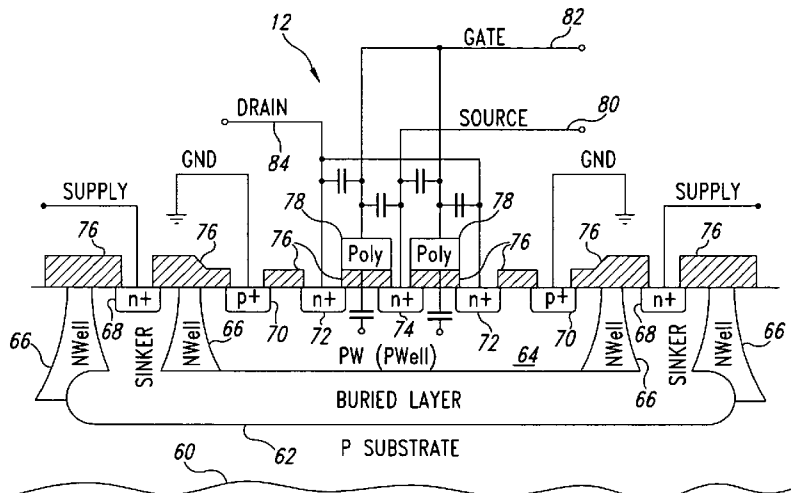 12
GATE
82
DRAIN
SOURCE
80
GND
84
GND
SUPPLY
78
78
SUPPLY
76
76
76
Poly
Poly
76
76
76
76
76
n+
p+
n+
n+
n+
p+
n+
68
66
70
72
74
72
70
68
66
NWell
SINKER
NWell
PW (PWell)
64
NWell
SINKER
NWell
66
66
BURIED LAYER
66
62
P SUBSTRATE
60